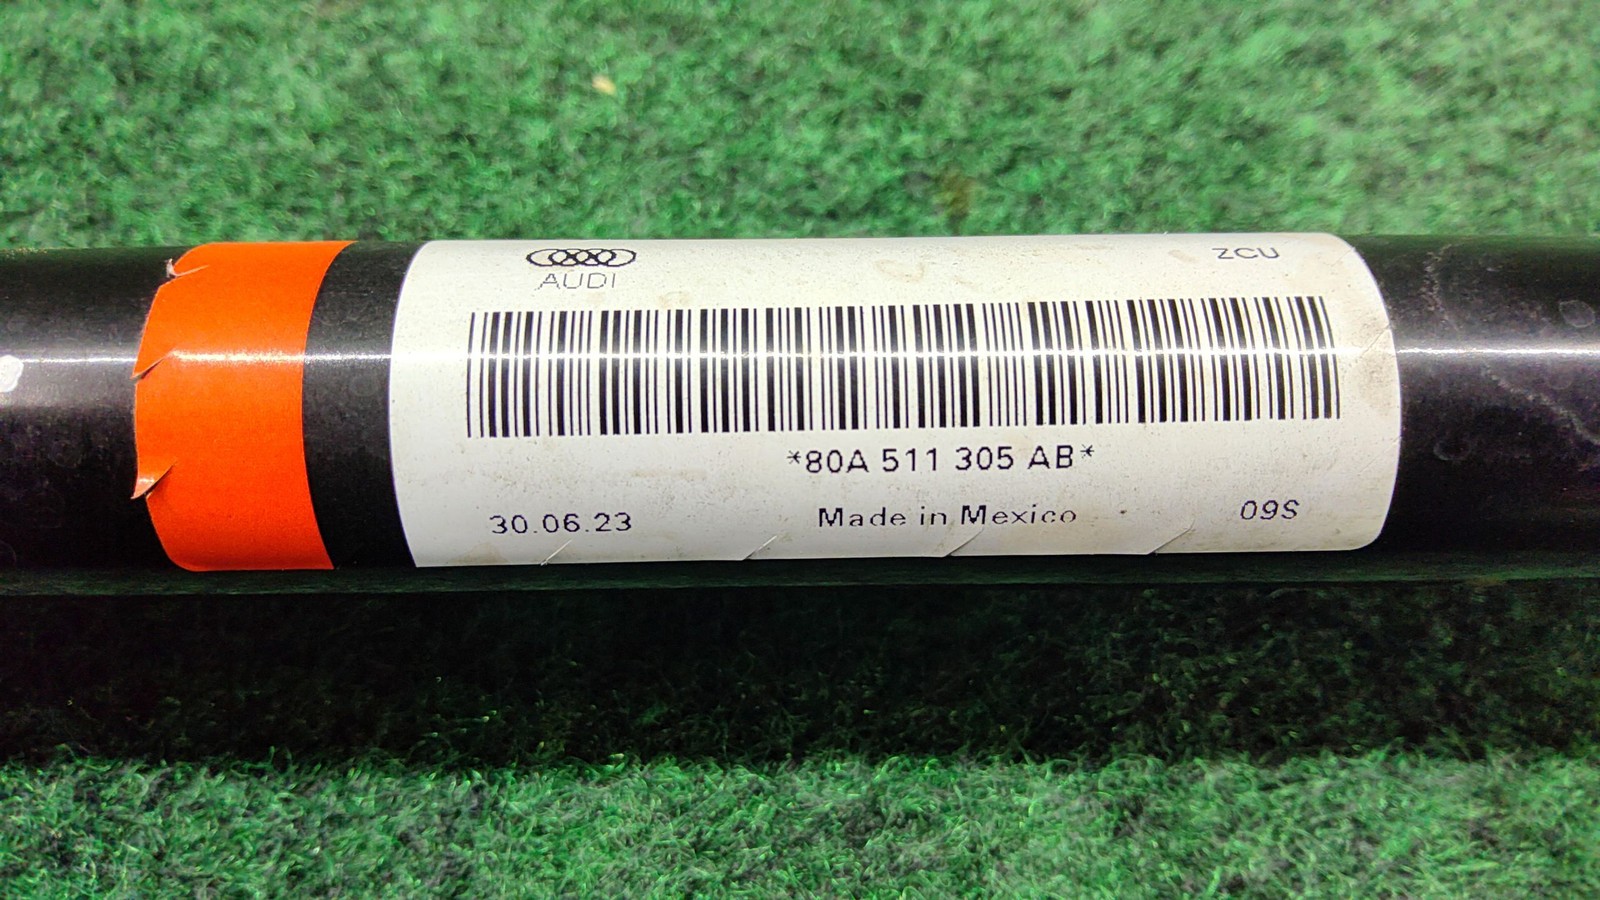 AUDI
ZCU
*80A 511 305 AB*
30.06.23 Made in Mexico 09S